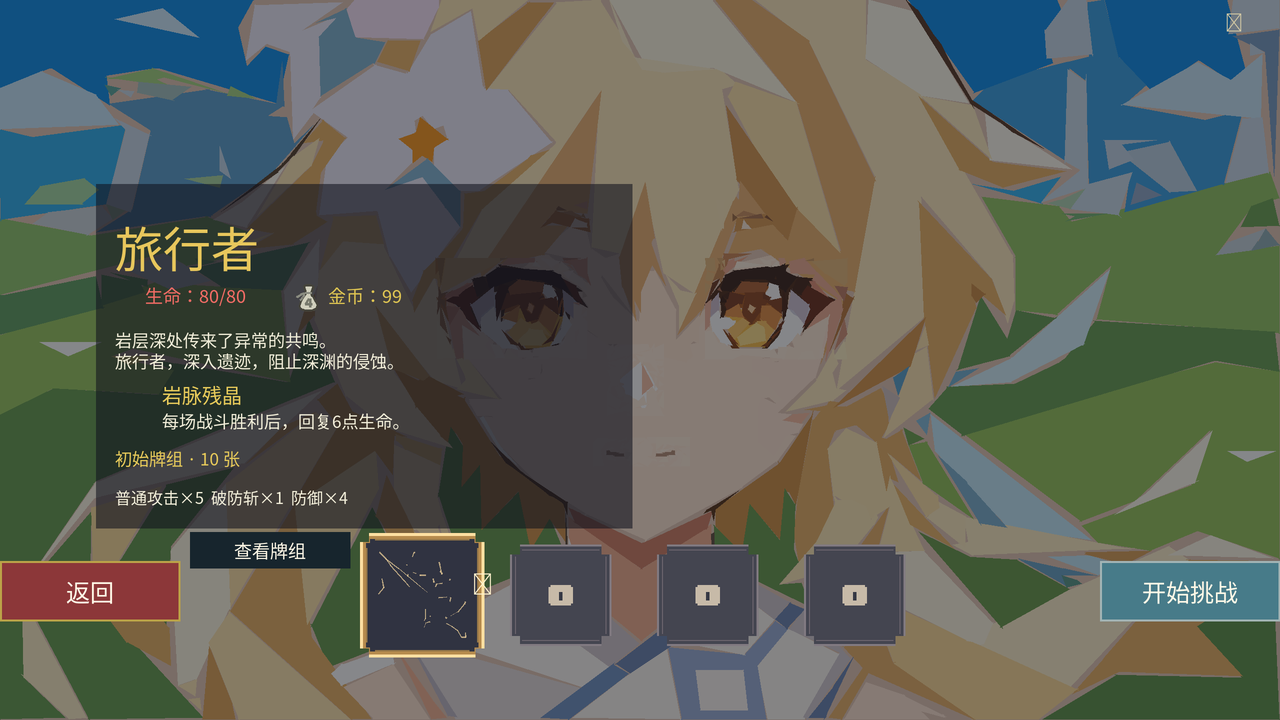 旅行者
生命：80/80 金币：99
岩层深处传来了异常的共鸣。
旅行者，深入遗迹，阻止深渊的侵蚀。
岩脉残晶
每场战斗胜利后，回复6点生命。
初始牌组 · 10 张
普通攻击×5 破防斩×1 防御×4
查看牌组
返回
开始挑战